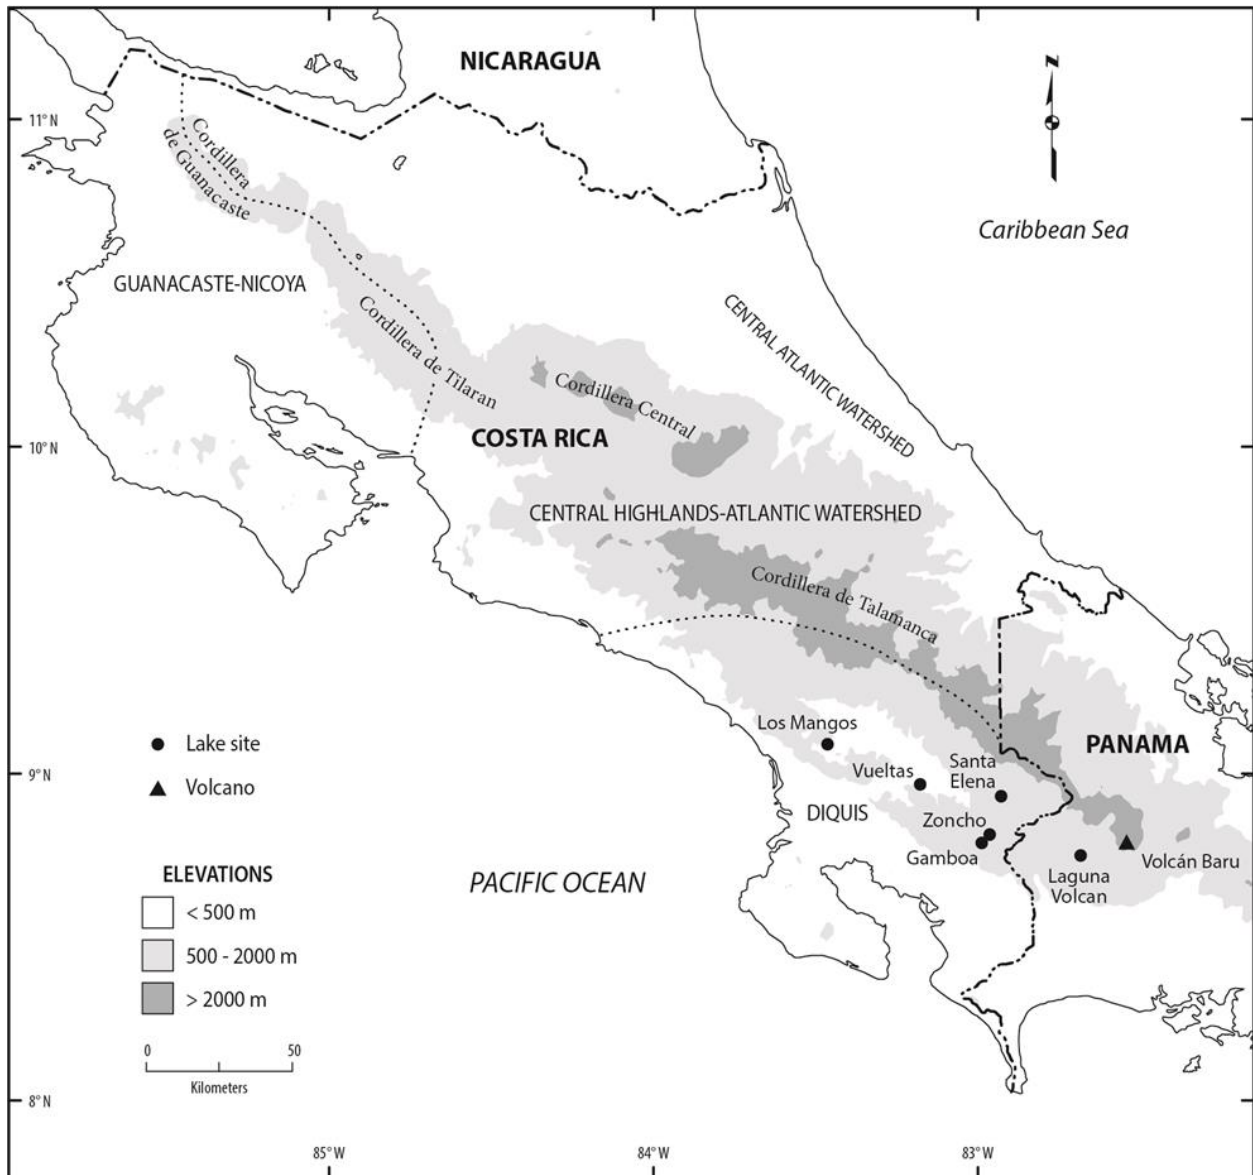 NICARAGUA
N
11° N
Cordillera
de Guanacaste
Caribbean Sea
GUANACASTE-NICOYA
CENTRAL ATLANTIC WATERSHED
Cordillera de Tilaran
Cordillera Central
COSTA RICA
10° N
CENTRAL HIGHLANDS-ATLANTIC WATERSHED
Cordillera de Talamanca
Los Mangos
Lake site
PANAMA
Santa
Elena
Vueltas
9° N
Volcano
DIQUIS
Zoncho
Gamboa
Volcán Baru
Laguna
Volcan
ELEVATIONS
PACIFIC OCEAN
< 500 m
500 - 2000 m
> 2000 m
0 50
Kilometers
8° N
85° W 84° W 83° W